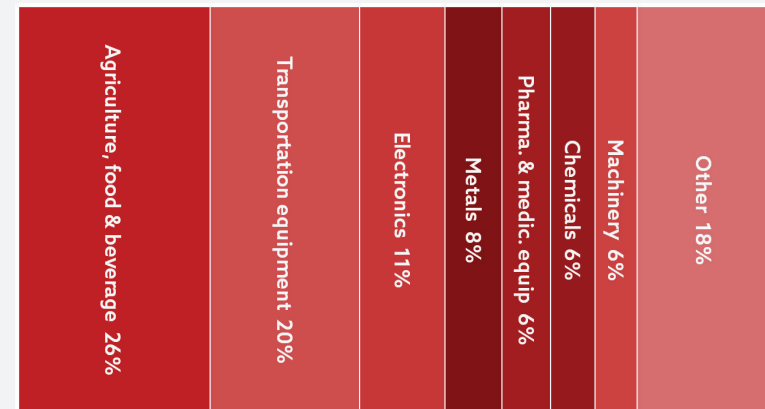 Agriculture, food & beverage 26%
Transportation equipment 20%
Electronics 11%
Metals 8%
Pharma. & medic. equip 6%
Chemicals 6%
Machinery 6%
Other 18%